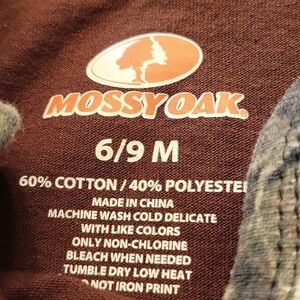 MOSSY OAK®
6/9 M
60% COTTON / 40% POLYESTE
MADE IN CHINA
MACHINE WASH COLD DELICATE
WITH LIKE COLORS
ONLY NON-CHLORINE
BLEACH WHEN NEEDED
TUMBLE DRY LOW HEAT
NOT IRON PRINT